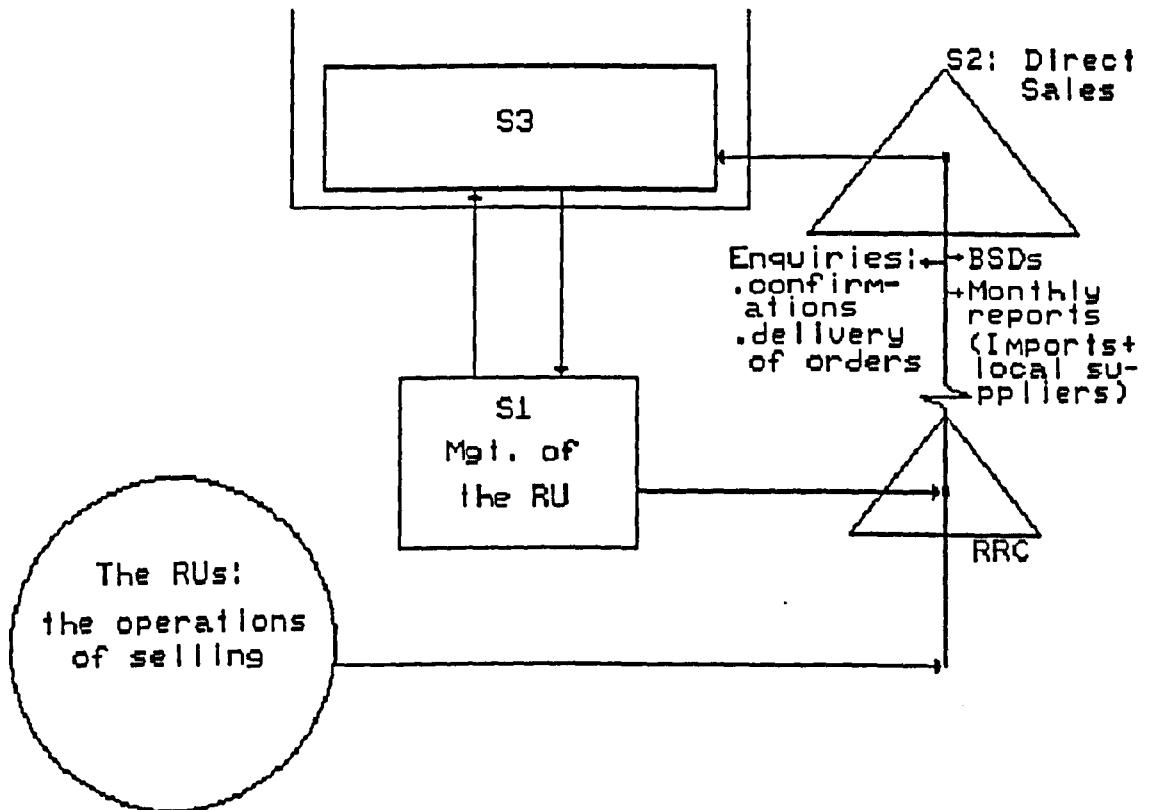 S2: Direct
Sales
S3
Enquiries:
.confirm-
ations
.delivery
of orders
BSDs
Monthly
reports
(Imports+
local su-
ppliers)
S1
Mgt. of
the RU
RRC
The RUs:
the operations
of selling